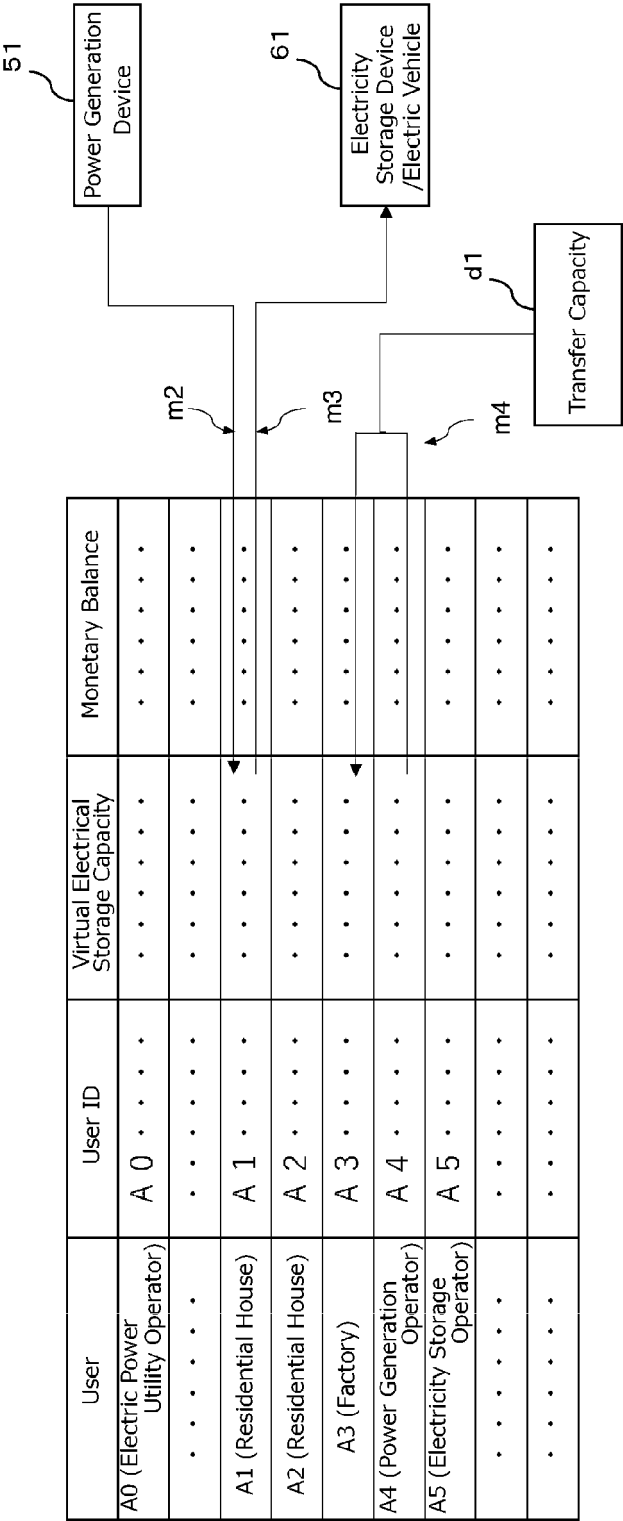 User
User ID
Virtual Electrical
Storage Capacity
Monetary Balance
A0 (Electric Power
Utility Operator)
A 0 · · · ·
· · · · · ·
· · · · · ·
· · · · · · ·
· · · · · ·
· · · · · ·
· · · · · ·
A1 (Residential House)
A 1 · · · ·
· · · · · ·
· · · · · ·
A2 (Residential House)
A 2 · · · ·
· · · · · ·
· · · · · ·
A3 (Factory)
A 3 · · · ·
· · · · · ·
· · · · · ·
A4 (Power Generation
Operator)
A 4 · · · ·
· · · · · ·
· · · · · ·
A5 (Electricity Storage
Operator)
A 5 · · · ·
· · · · · ·
· · · · · ·
· · · · · · ·
· · · · · ·
· · · · · ·
· · · · · ·
· · · · · · ·
· · · · · ·
· · · · · ·
· · · · · ·
m2
m3
m4
51
Power Generation
Device
61
Electricity
Storage Device
/Electric Vehicle
d1
Transfer Capacity